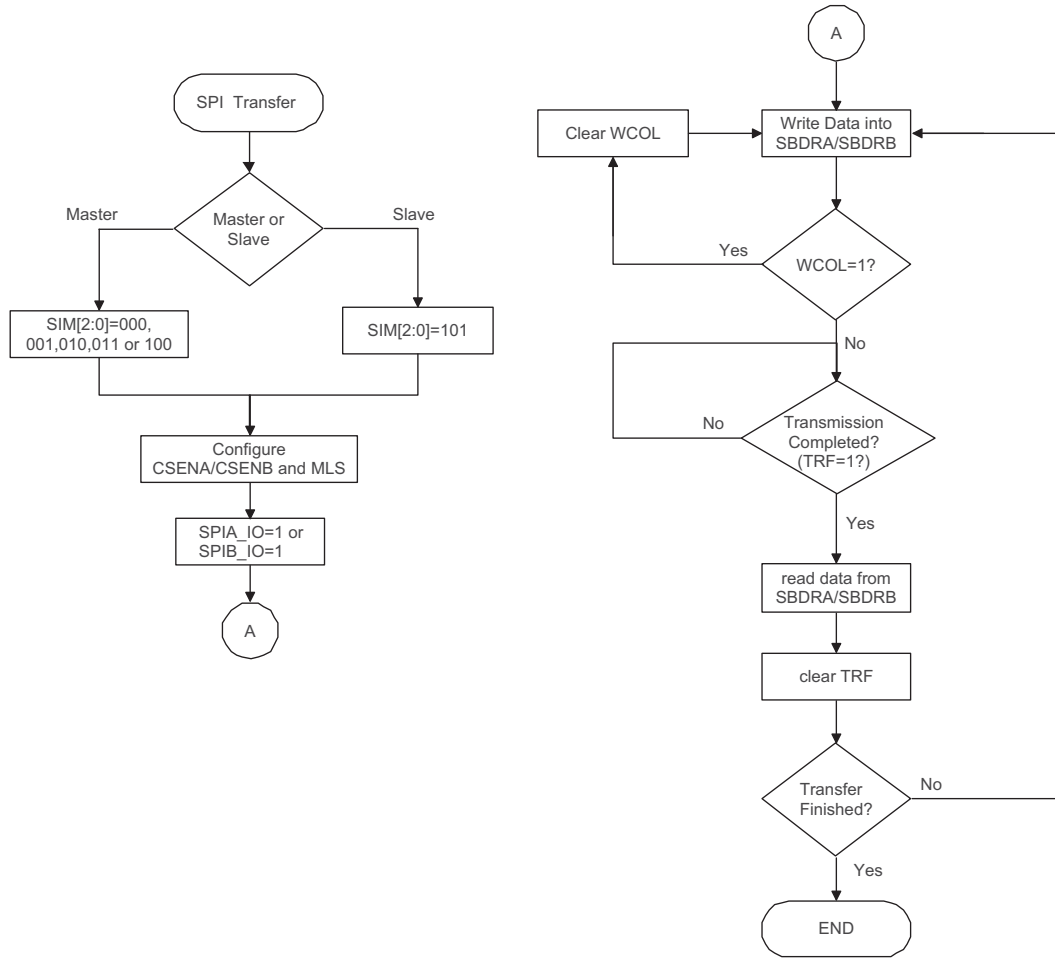 SPI Transfer
Master
Master or
Slave
Slave
SIM[2:0]=000,
001,010,011 or 100
SIM[2:0]=101
Configure
CSENA/CSENB and MLS
SPIA_IO=1 or
SPIB_IO=1
A
A
Clear WCOL
Write Data into
SBDRA/SBDRB
Yes
WCOL=1?
No
No
Transmission
Completed?
(TRF=1?)
Yes
read data from
SBDRA/SBDRB
clear TRF
Transfer
Finished?
No
Yes
END